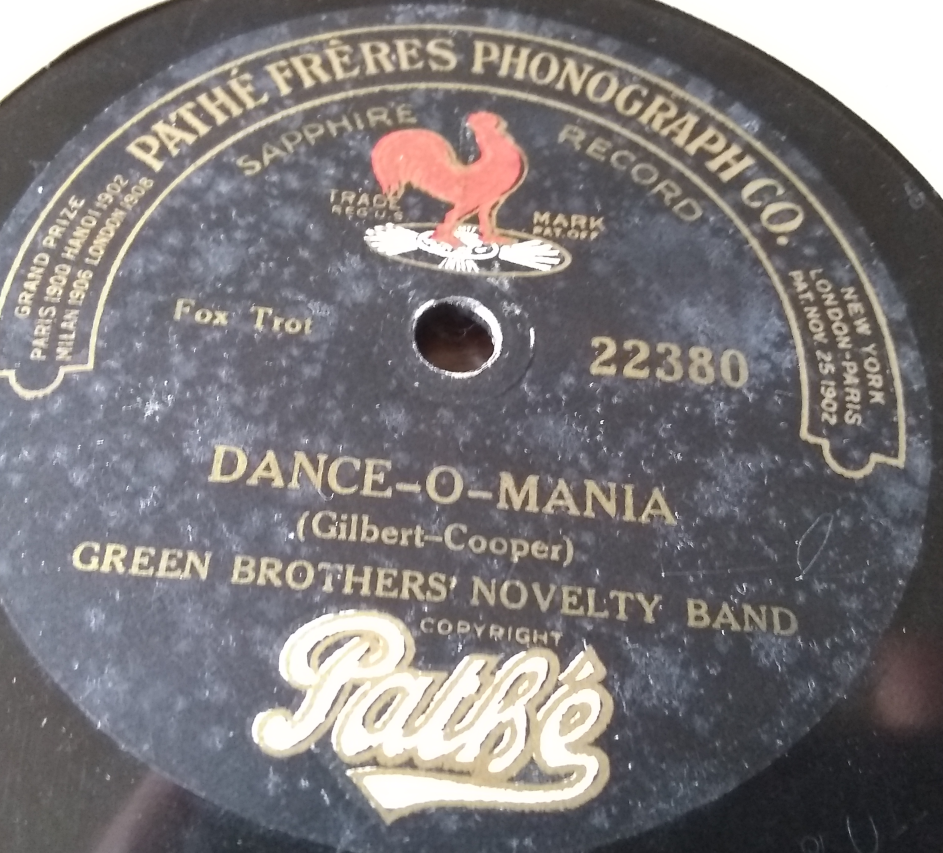 PATHÉ FRÈRES PHONOGRAPH CO.
GRAND PRIZE
PARIS 1900 HANOI 1902
MILAN 1906 LONDON 1908
SAPPHIRE RECORD
TRADE MARK
REG. U.S. PAT. OFF
NEW YORK
LONDON-PARIS
PAT. NOV. 25, 1902
Fox Trot
22380
DANCE-O-MANIA
(Gilbert-Cooper)
GREEN BROTHERS' NOVELTY BAND
COPYRIGHT
Pathé